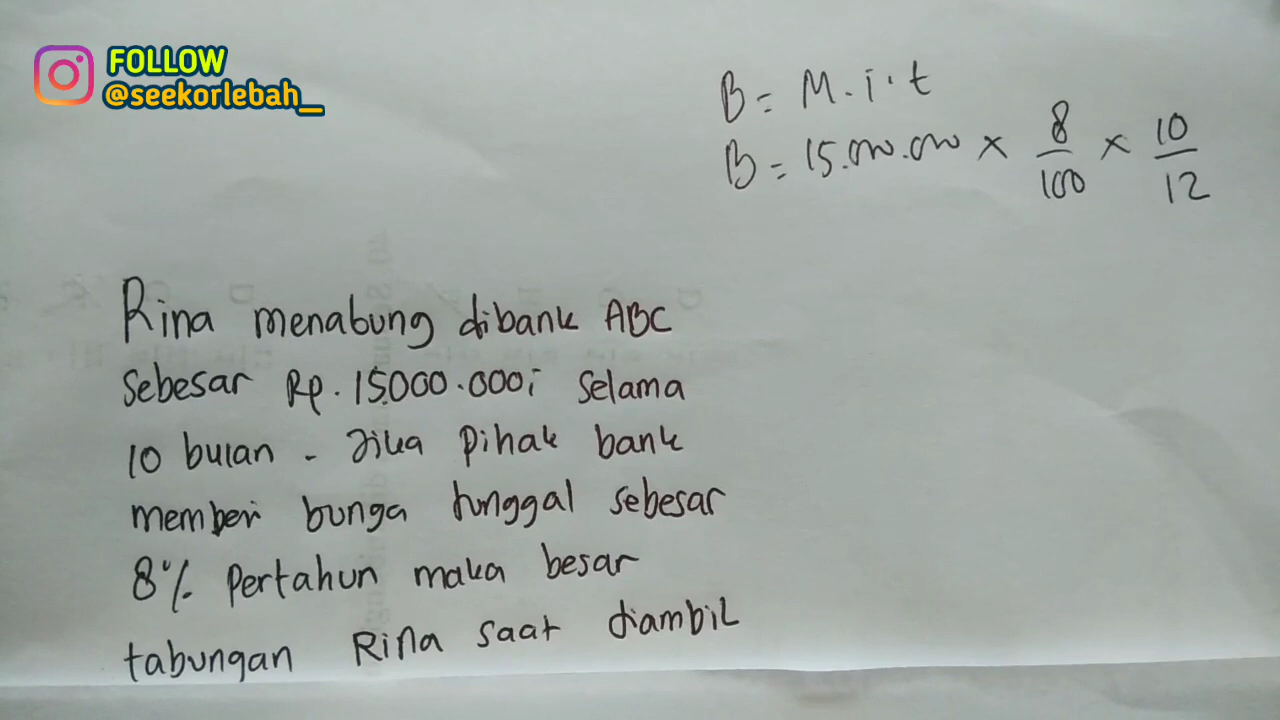 FOLLOW
@seekorlebah_
B = M . i . t
B = 15.000.000 × 8/100 × 10/12
Rina menabung dibank ABC
Sebesar Rp. 15.000.000; selama
10 bulan - Jika pihak bank
memberi bunga tunggal sebesar
8% pertahun maka besar
tabungan Rina saat diambil